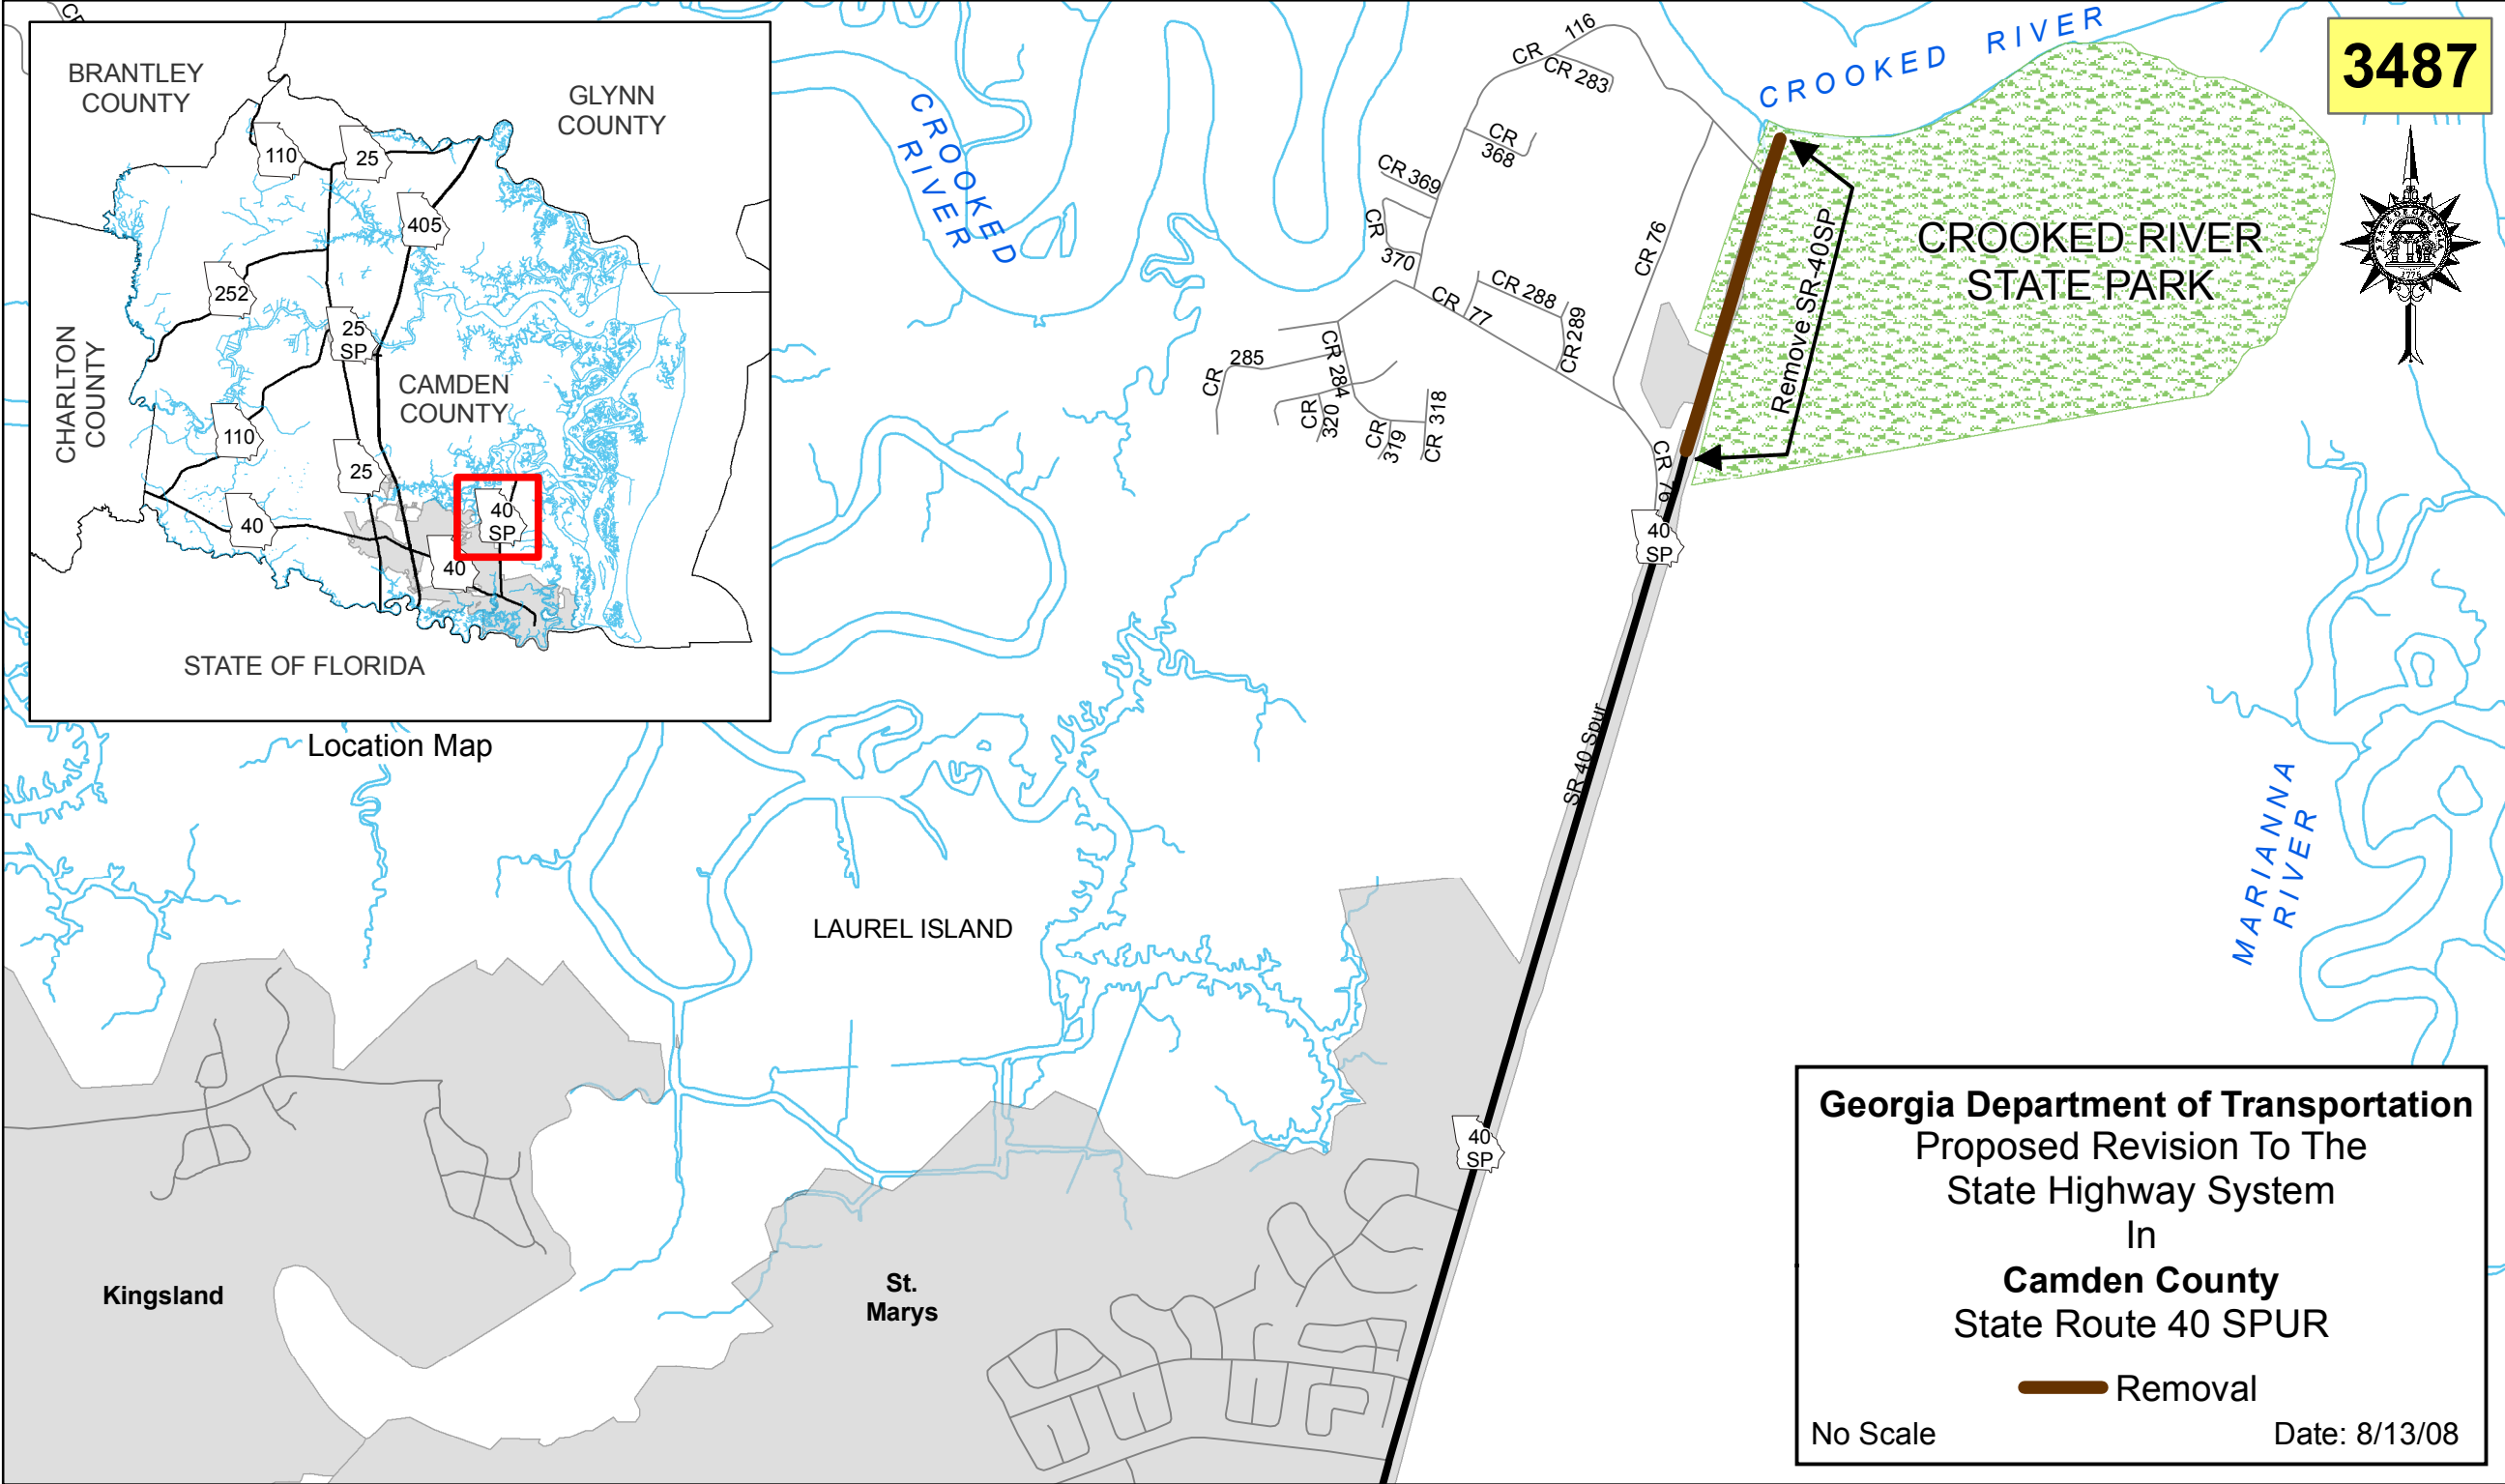 3487
BRANTLEY
COUNTY
GLYNN
COUNTY
CHARLTON
COUNTY
CAMDEN
COUNTY
STATE OF FLORIDA
110
25
405
252
25
SP
110
25
40
40
SP
40
Location Map
CROOKED
RIVER
CROOKED RIVER
CR 116
CR 283
CR
368
CR 369
CR
370
CR 76
CR 288
CR 77
CR 289
CR 285
CR 284
CR
320
CR
319
CR 318
CR 76
Remove SR-40SP
CROOKED RIVER
STATE PARK
40
SP
SR 40 Spur
MARIANNA
RIVER
LAUREL ISLAND
40
SP
Kingsland
St.
Marys
Georgia Department of Transportation
Proposed Revision To The
State Highway System
In
Camden County
State Route 40 SPUR
Removal
No Scale
Date: 8/13/08